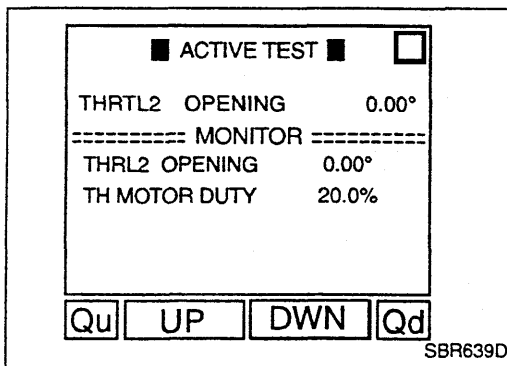 ACTIVE TEST
THRTL2 OPENING 0.00°
========== MONITOR ==========
THRL2 OPENING 0.00°
TH MOTOR DUTY 20.0%
Qu UP DWN Qd
SBR639D